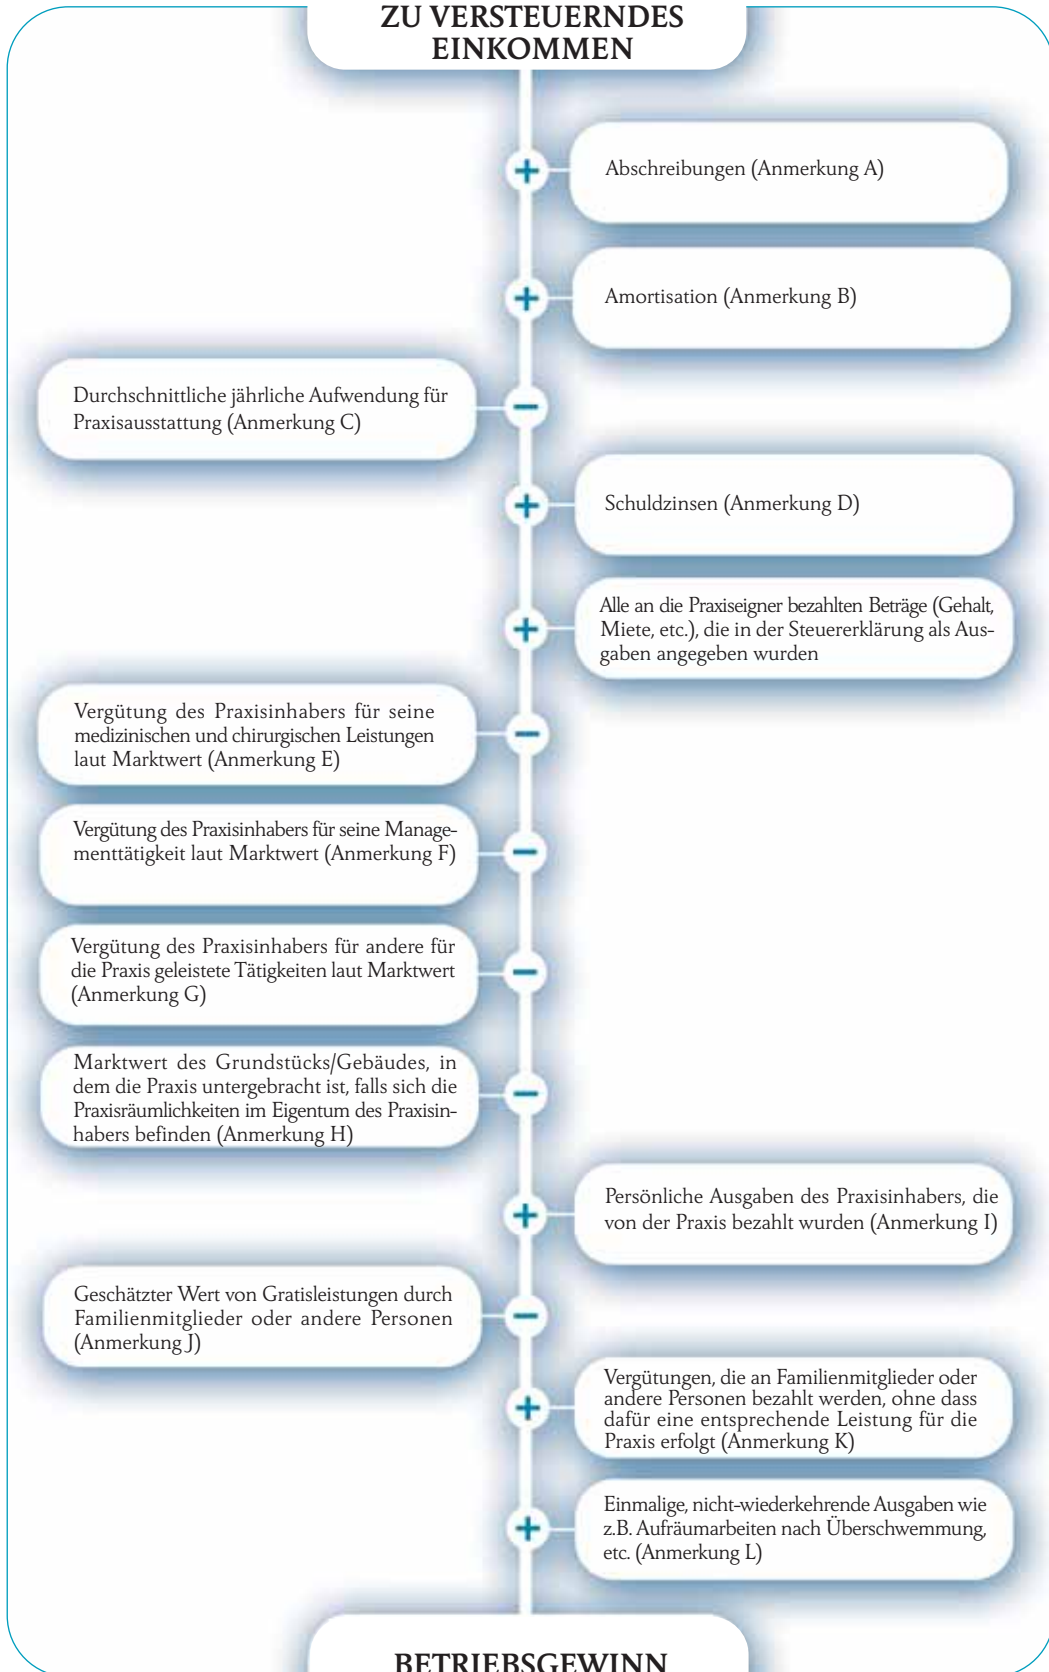 ZU VERSTEUERNDES
EINKOMMEN
+
Abschreibungen (Anmerkung A)
+
Amortisation (Anmerkung B)
Durchschnittliche jährliche Aufwendung für
Praxisausstattung (Anmerkung C)
−
+
Schuldzinsen (Anmerkung D)
+
Alle an die Praxiseigner bezahlten Beträge (Gehalt,
Miete, etc.), die in der Steuererklärung als Aus-
gaben angegeben wurden
Vergütung des Praxisinhabers für seine
medizinischen und chirurgischen Leistungen
laut Marktwert (Anmerkung E)
−
Vergütung des Praxisinhabers für seine Manage-
menttätigkeit laut Marktwert (Anmerkung F)
−
Vergütung des Praxisinhabers für andere für
die Praxis geleistete Tätigkeiten laut Marktwert
(Anmerkung G)
−
Marktwert des Grundstücks/Gebäudes, in
dem die Praxis untergebracht ist, falls sich die
Praxisräumlichkeiten im Eigentum des Praxisin-
habers befinden (Anmerkung H)
−
+
Persönliche Ausgaben des Praxisinhabers, die
von der Praxis bezahlt wurden (Anmerkung I)
Geschätzter Wert von Gratisleistungen durch
Familienmitglieder oder andere Personen
(Anmerkung J)
−
+
Vergütungen, die an Familienmitglieder oder
andere Personen bezahlt werden, ohne dass
dafür eine entsprechende Leistung für die
Praxis erfolgt (Anmerkung K)
+
Einmalige, nicht-wiederkehrende Ausgaben wie
z.B. Aufräumarbeiten nach Überschwemmung,
etc. (Anmerkung L)
BETRIEBSGEWINN